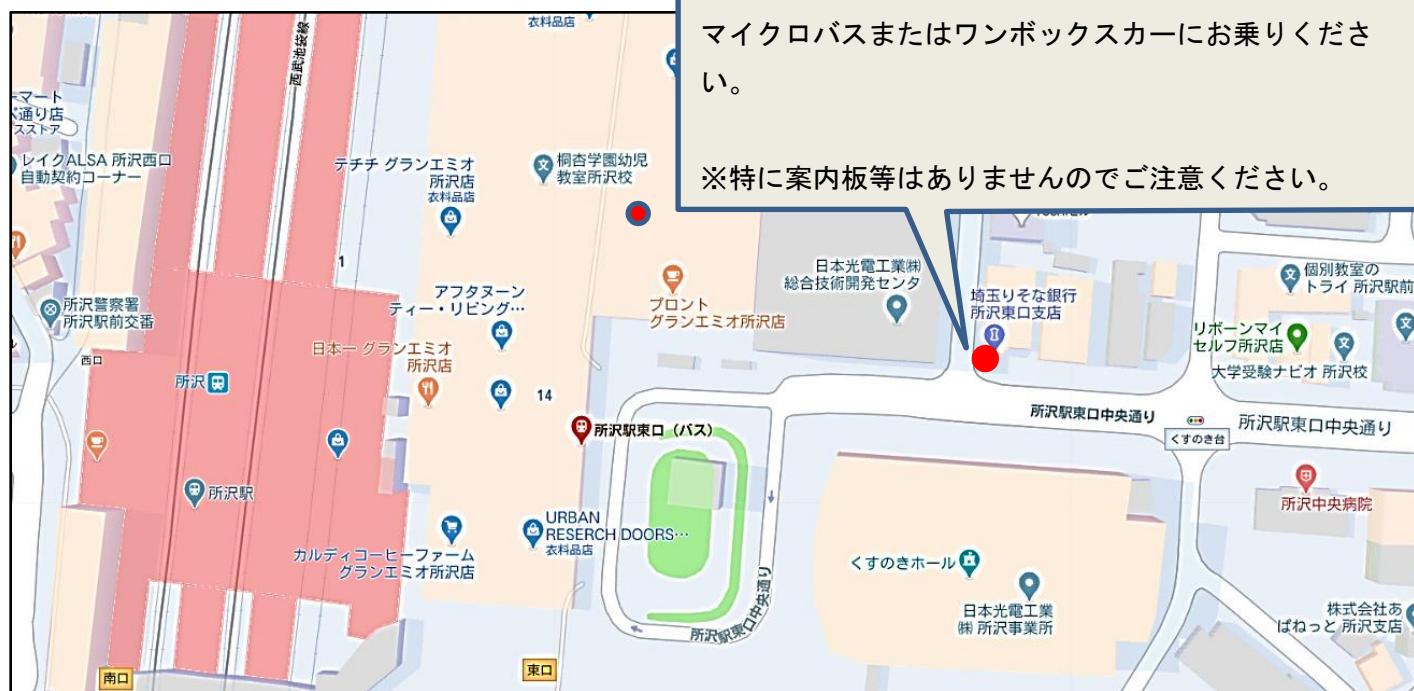 マイクロバスまたはワンボックスカーにお乗りくださ
い。
※特に案内板等はありませんのでご注意ください。
衣料品店
西武池袋線
ーマート
レイクALSA 所沢西口
自動契約コーナー
テチチ グランエミオ
所沢店
衣料品店
桐杏学園幼児
教室所沢校
1
所沢警察署
所沢駅前交番
アフタヌーン
ティー・リビング…
ブロント
グランエミオ所沢店
日本光電工業㈱
総合技術開発センタ
埼玉りそな銀行
所沢東口支店
個別教室の
トライ 所沢駅前
リボーンマイ
セルフ所沢店
大学受験ナビオ 所沢校
西口
所沢
日本一 グランエミオ
所沢店
14
所沢駅東口（バス）
所沢駅東口中央通り
くすのき台
所沢駅東口中央通り
所沢駅
所沢中央病院
URBAN
RESERCH DOORS…
衣料品店
カルディコーヒーファーム
グランエミオ所沢店
くすのきホール
日本光電工業
㈱ 所沢事業所
所沢駅東口中央通り
株式会社あ
ぱねっと 所沢支店
南口
東口